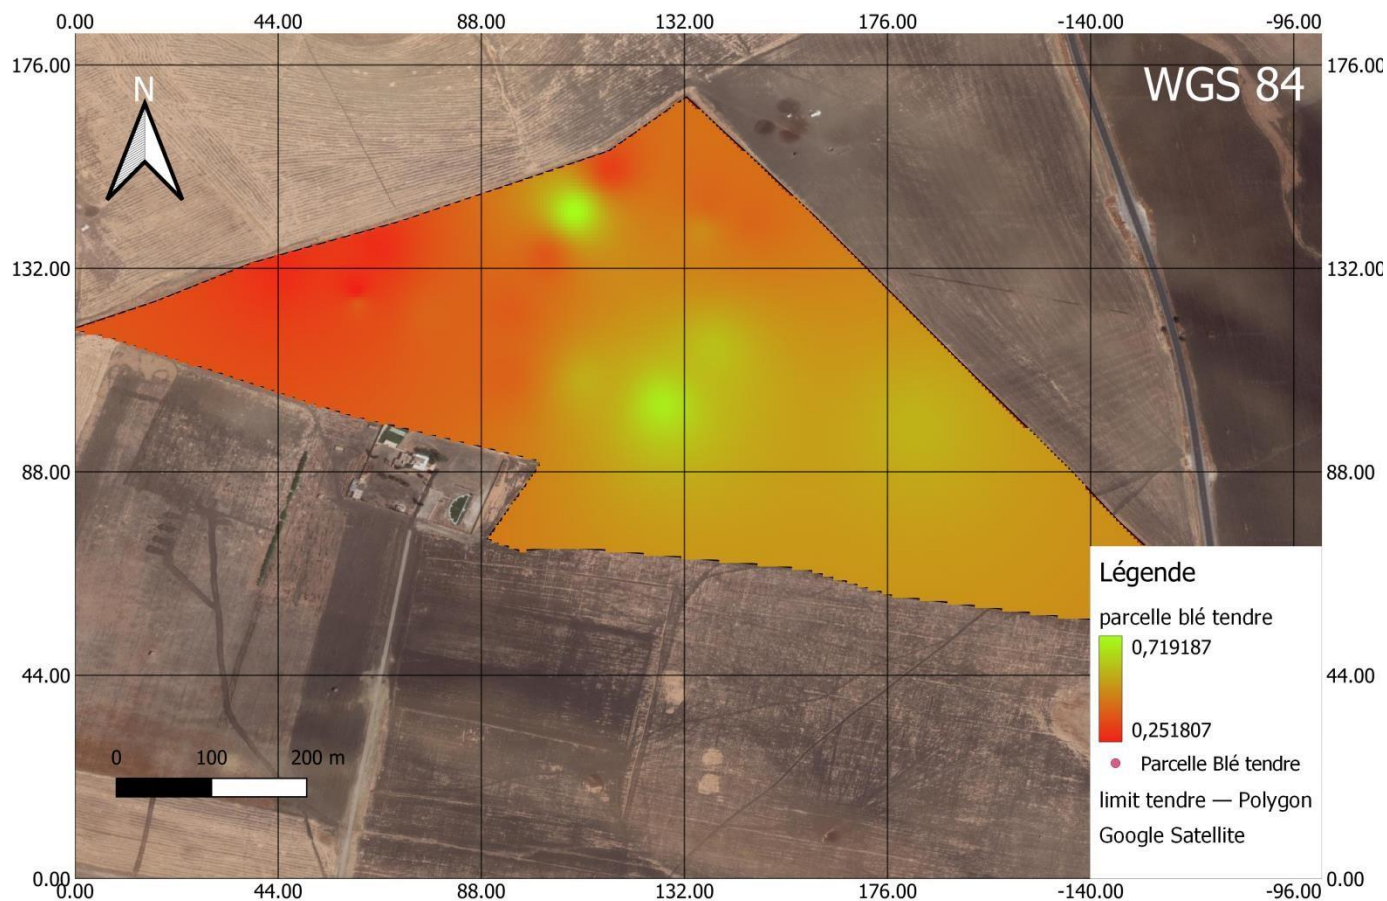 0.00 44.00 88.00 132.00 176.00 -140.00 -96.00
176.00 176.00
N
WGS 84
132.00 132.00
88.00 88.00
Légende
parcelle blé tendre
0,719187
44.00 44.00
0,251807
0 100 200 m
Parcelle Blé tendre
limit tendre — Polygon
Google Satellite
0.00 0.00
0.00 44.00 88.00 132.00 176.00 -140.00 -96.00